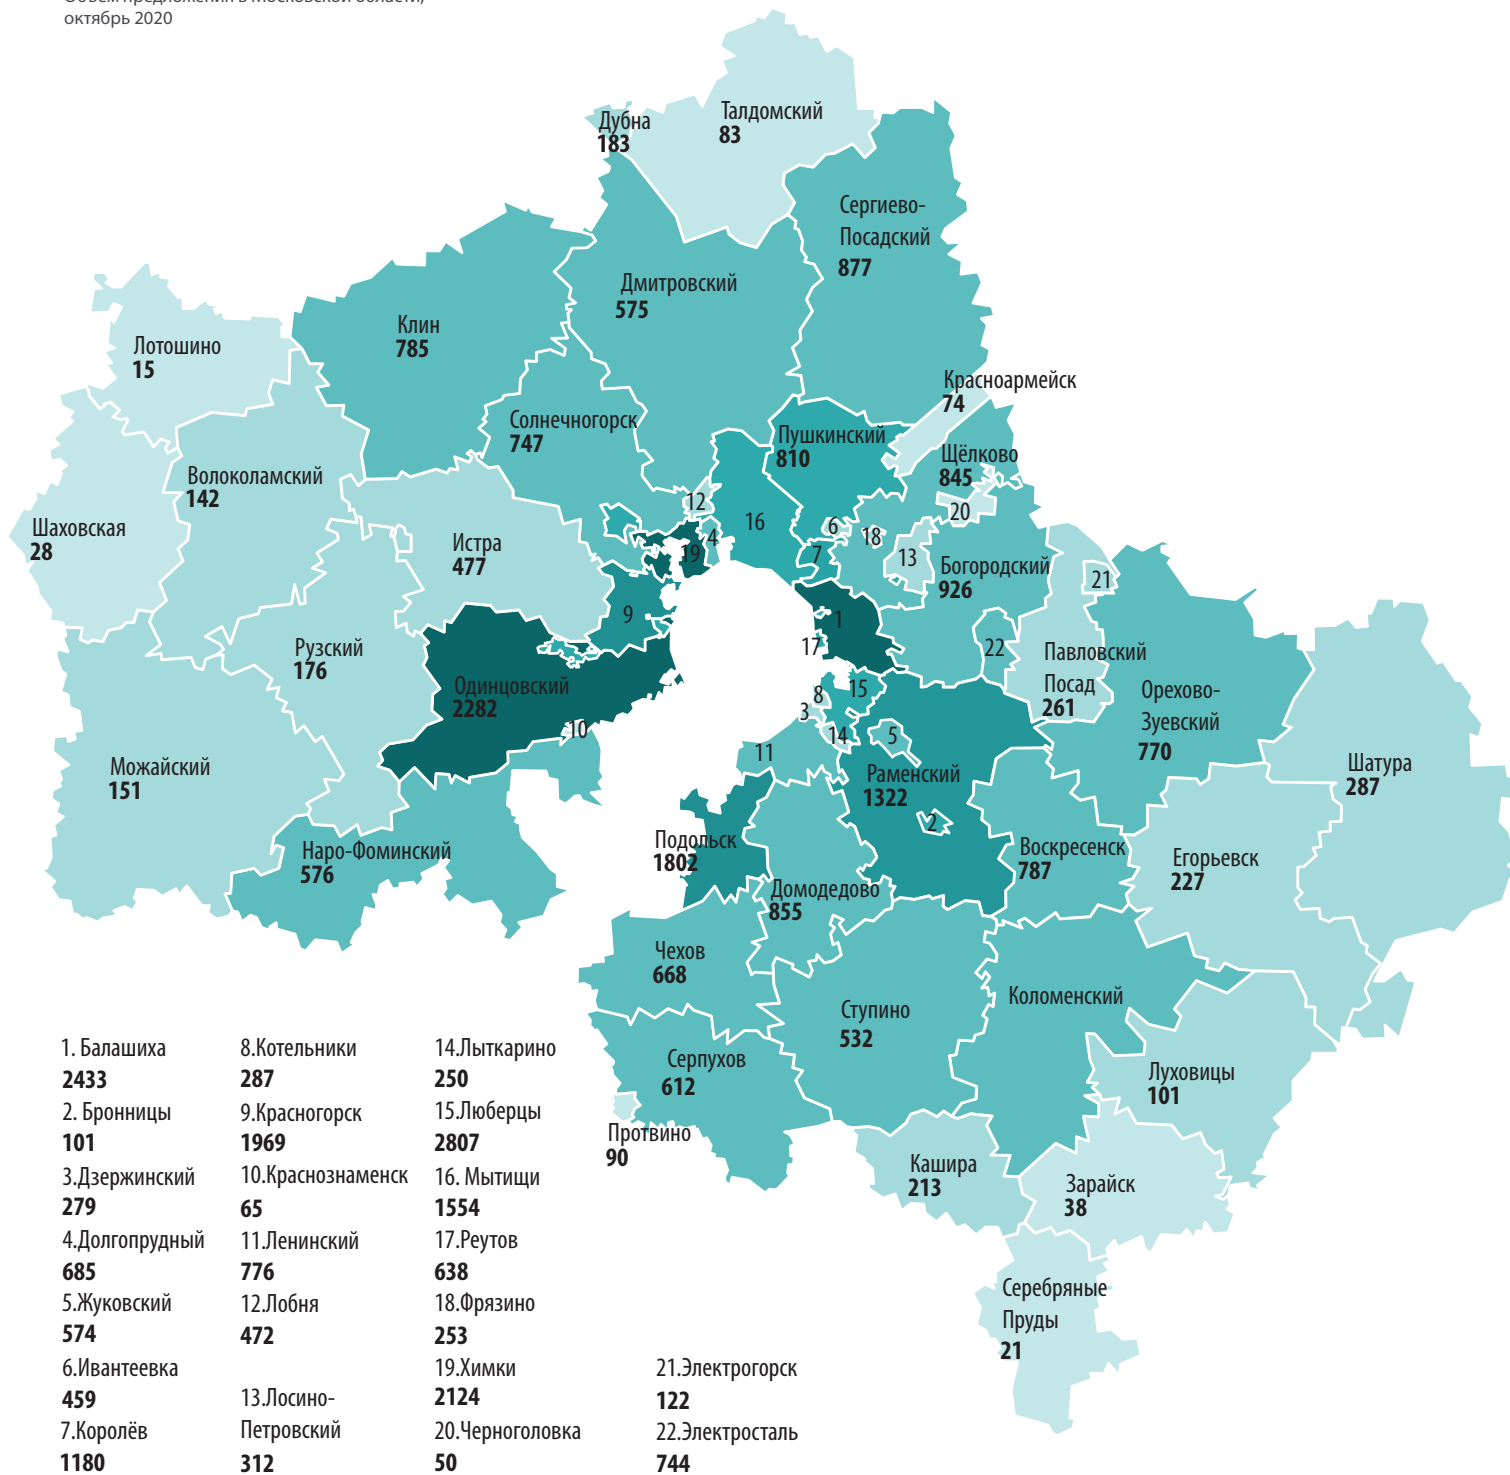 Объем предложения в Московской области,
октябрь 2020
Дубна
183
Талдомский
83
Сергиево-
Посадский
877
Дмитровский
575
Клин
785
Лотошино
15
Солнечногорск
747
Красноармейск
74
Пушкинский
810
Щёлково
845
Волоколамский
142
Шаховская
28
Истра
477
12
16
19
4
6
18
7
13
20
Богородский
926
21
9
1
17
22
Рузский
176
Павловский
Посад
261
Одинцовский
2282
10
8
3
15
14
5
11
Орехово-
Зуевский
770
Шатура
287
Можайский
151
Раменский
1322
2
Наро-Фоминский
576
Подольск
1802
Воскресенск
787
Егорьевск
227
Домодедово
855
Чехов
668
Ступино
532
Коломенский
Серпухов
612
Луховицы
101
Протвино
90
Кашира
213
Зарайск
38
Серебряные
Пруды
21
1. Балашиха
2433
2. Бронницы
101
3.Дзержинский
279
4.Долгопрудный
685
5.Жуковский
574
6.Ивантеевка
459
7.Королёв
1180
8.Котельники
287
9.Красногорск
1969
10.Краснознаменск
65
11.Ленинский
776
12.Лобня
472
13.Лосино-
Петровский
312
14.Лыткарино
250
15.Люберцы
2807
16. Мытищи
1554
17.Реутов
638
18.Фрязино
253
19.Химки
2124
20.Черноголовка
50
21.Электрогорск
122
22.Электросталь
744